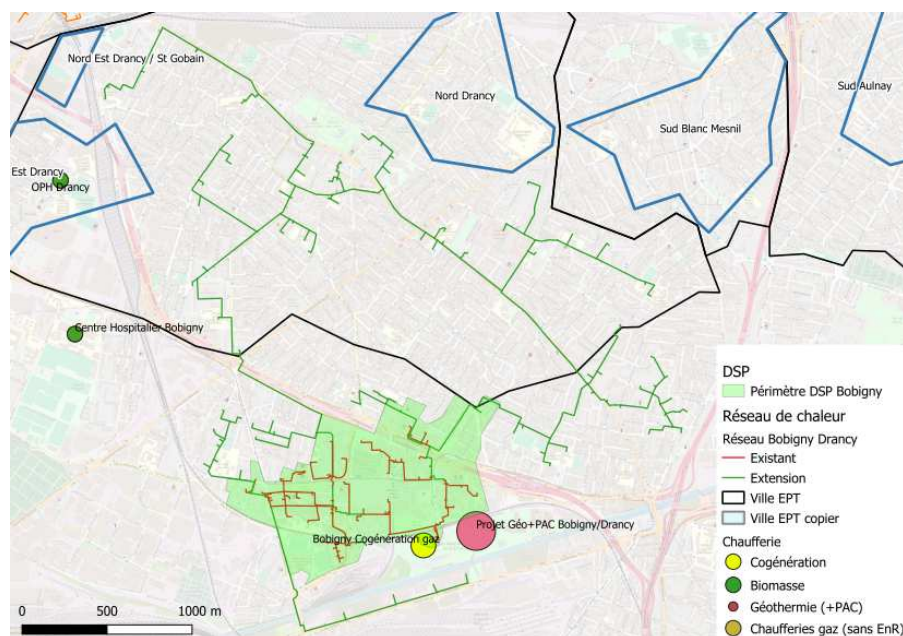 Nord Est Drancy / St Gobain
Nord Drancy
Sud Aulnay
Sud Blanc Mesnil
Est Drancy
OPH Drancy
Centre Hospitalier Bobigny
Projet Géo+PAC Bobigny/Drancy
Bobigny Cogénération gaz
0 500 1000 m
DSP
Périmètre DSP Bobigny
Réseau de chaleur
Réseau Bobigny Drancy
Existant
Extension
Ville EPT
Ville EPT copier
Chaufferie
Cogénération
Biomasse
Géothermie (+PAC)
Chaufferies gaz (sans EnR)